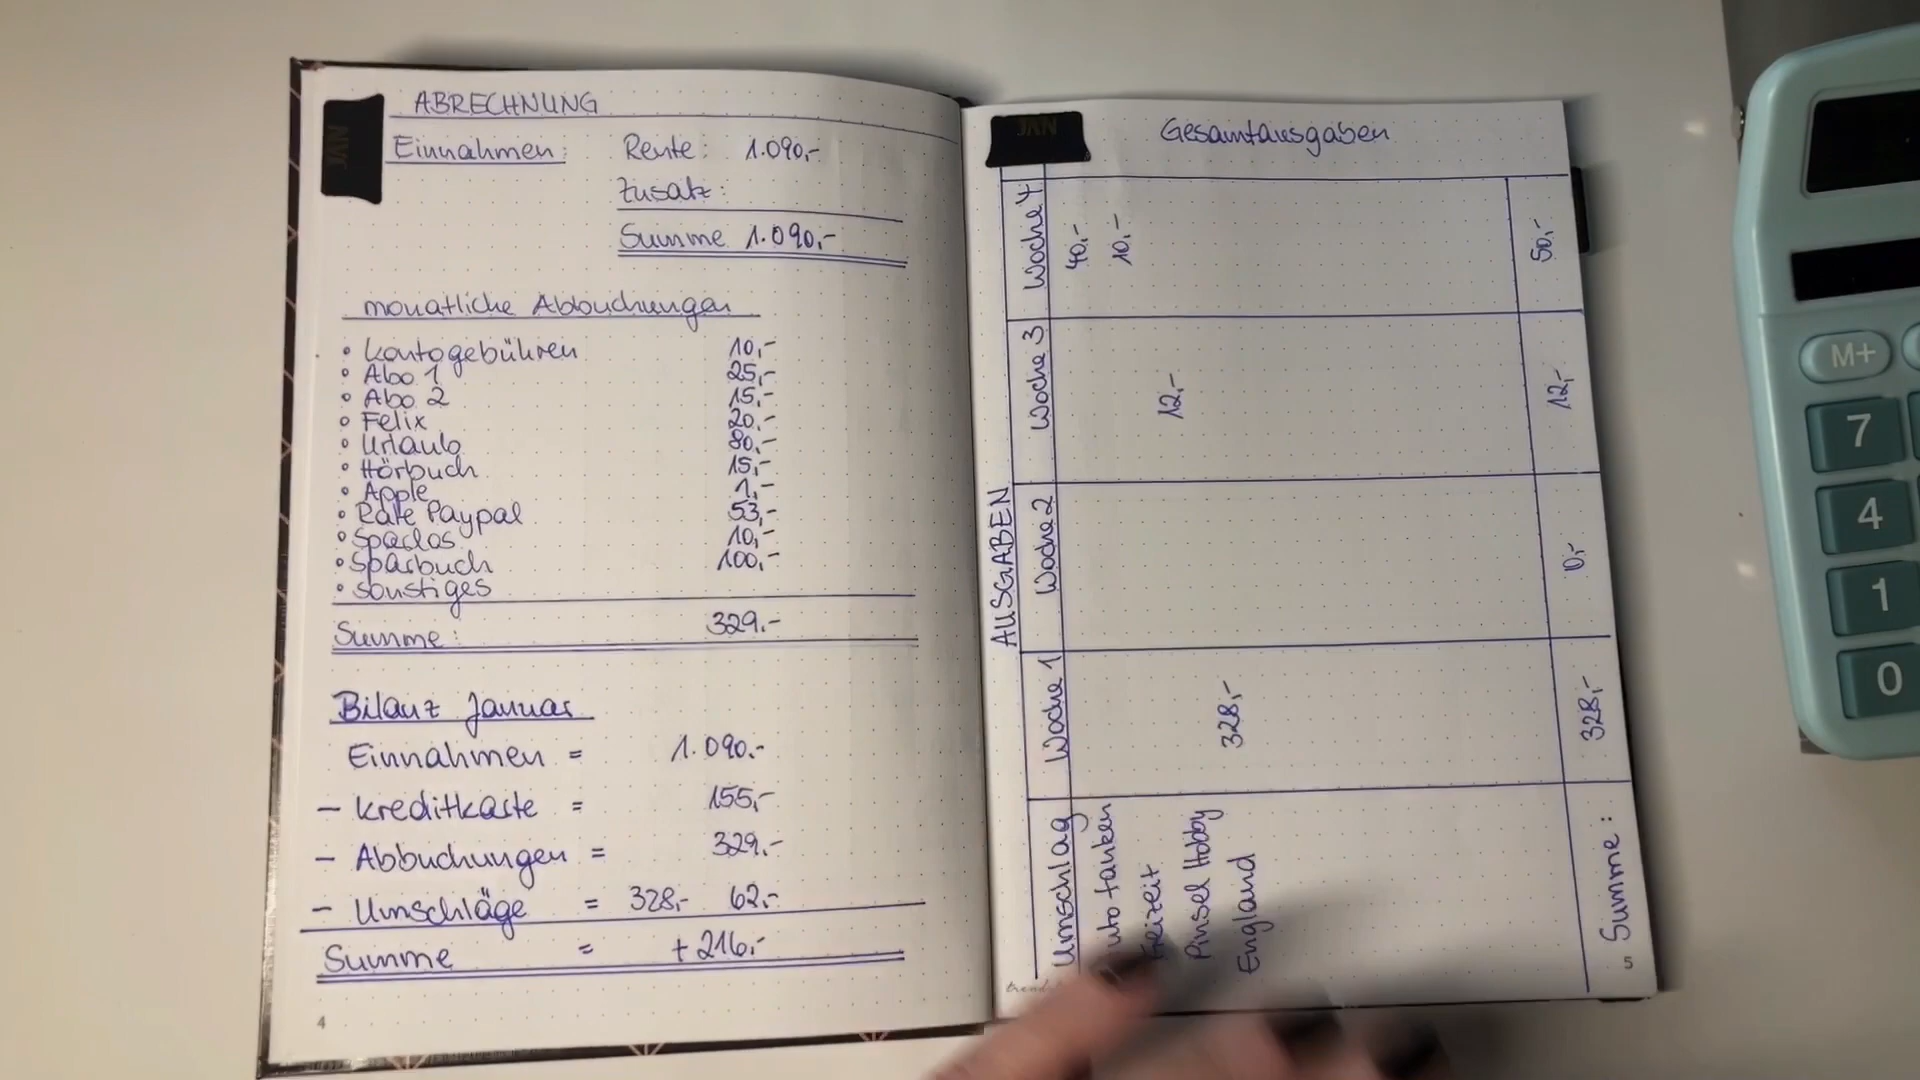 ABRECHNUNG
Einnahmen: Rente: 1.090,-
Zusatz:
Summe 1.090,-
monatliche Abbuchungen
• Kontogebühren 10,-
• Abo 1 25,-
• Abo 2 15,-
• Felix 20,-
• Urlaub 80,-
• Hörbuch 15,-
• Apple 1,-
• Rate Paypal 53,-
• Sparlos 10,-
• Sparbuch 100,-
• sonstiges
Summe: 329,-
Bilanz Januar
Einnahmen = 1.090.-
- Kreditkarte = 155,-
- Abbuchungen = 329.-
- Umschläge = 328,- 62,-
Summe = + 216,-
4
Gesamtausgaben
AUSGABEN
Umschlag Woche 1 Woche 2 Woche 3 Woche 4
tanken 40,-
Freizeit 10,-
Pinsel Hobby 12,-
England 328,-
Summe: 328,- 0,- 12,- 50,-
5
M+
7
4
1
0